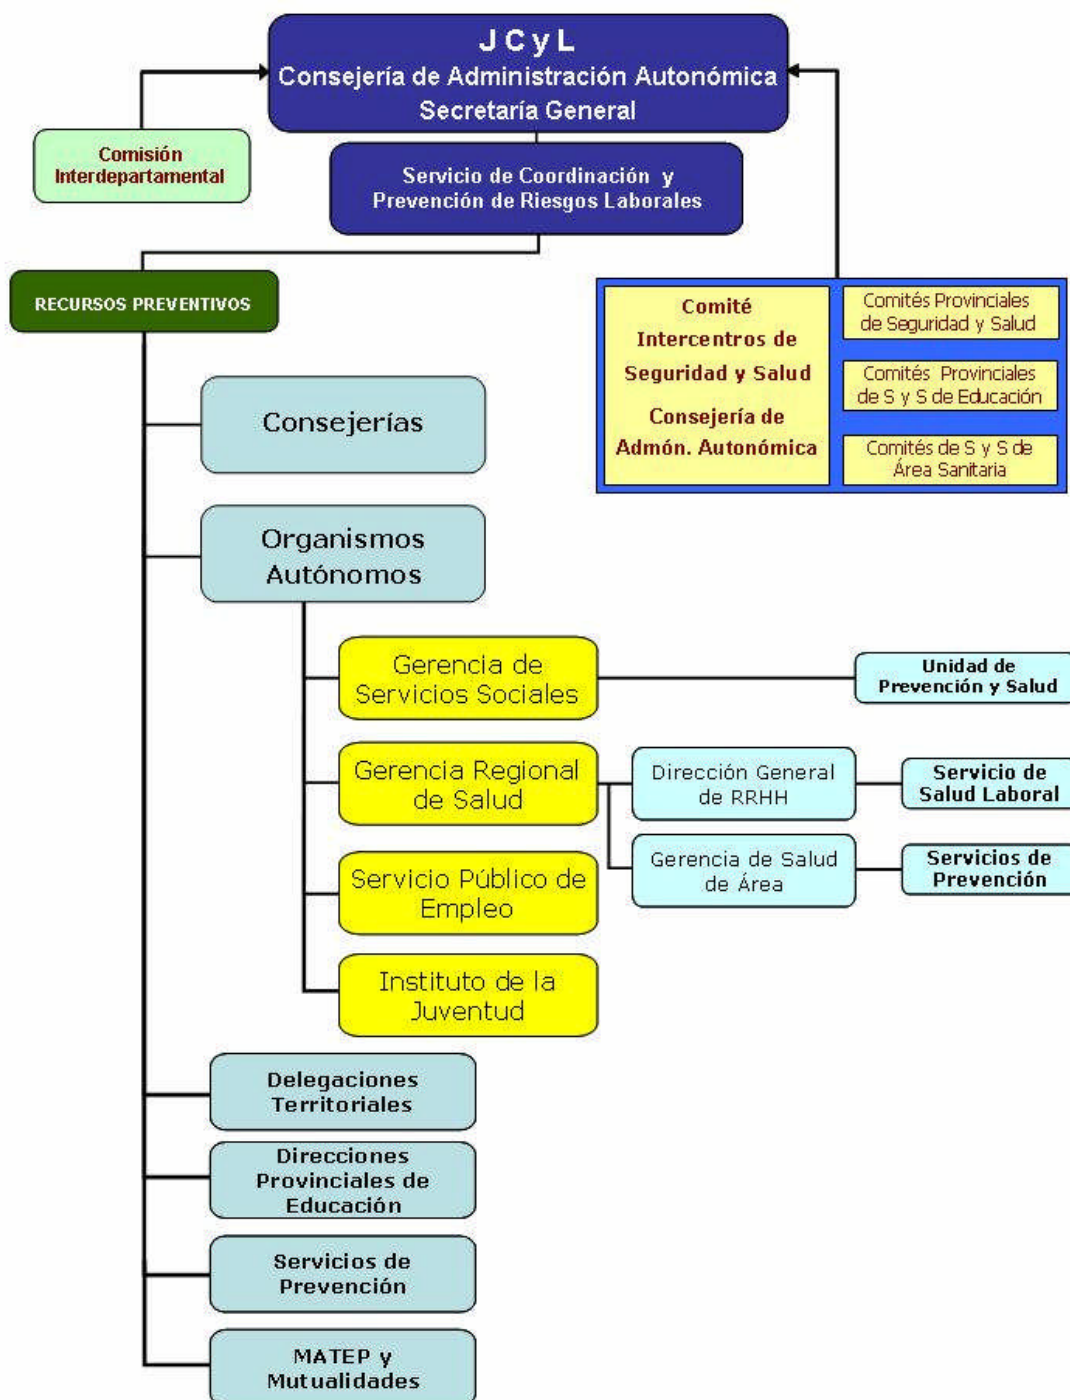 JCyL
Consejería de Administración Autonómica
Secretaría General
Comisión
Interdepartamental
Servicio de Coordinación y
Prevención de Riesgos Laborales
RECURSOS PREVENTIVOS
Comité
Intercentros de
Seguridad y Salud
Consejería de
Admón. Autonómica
Comités Provinciales
de Seguridad y Salud
Comités Provinciales
de S y S de Educación
Comités de S y S de
Área Sanitaria
Consejerías
Organismos
Autónomos
Gerencia de
Servicios Sociales
Unidad de
Prevención y Salud
Gerencia Regional
de Salud
Dirección General
de RRHH
Servicio de
Salud Laboral
Gerencia de Salud
de Área
Servicios de
Prevención
Servicio Público de
Empleo
Instituto de la
Juventud
Delegaciones
Territoriales
Direcciones
Provinciales de
Educación
Servicios de
Prevención
MATEP y
Mutualidades